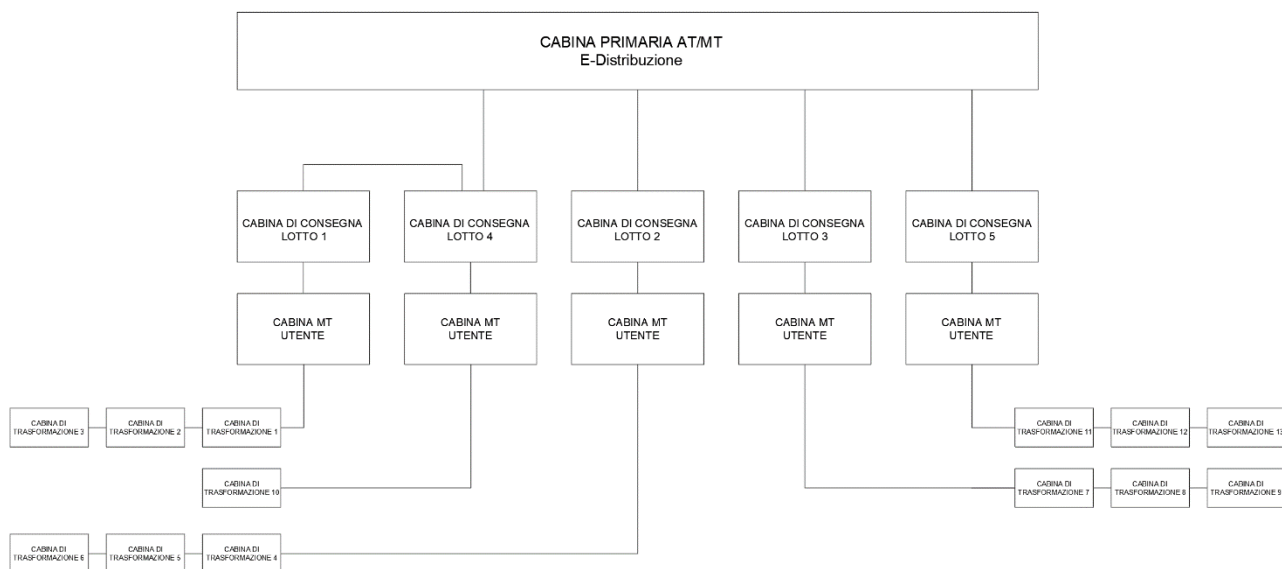 CABINA PRIMARIA AT/MT
E-Distribuzione
CABINA DI CONSEGNA
LOTTO 1
CABINA DI CONSEGNA
LOTTO 4
CABINA DI CONSEGNA
LOTTO 2
CABINA DI CONSEGNA
LOTTO 3
CABINA DI CONSEGNA
LOTTO 5
CABINA MT
UTENTE
CABINA MT
UTENTE
CABINA MT
UTENTE
CABINA MT
UTENTE
CABINA MT
UTENTE
CABINA DI
TRASFORMAZIONE 3
CABINA DI
TRASFORMAZIONE 2
CABINA DI
TRASFORMAZIONE 1
CABINA DI
TRASFORMAZIONE 11
CABINA DI
TRASFORMAZIONE 12
CABINA DI
TRASFORMAZIONE 13
CABINA DI
TRASFORMAZIONE 10
CABINA DI
TRASFORMAZIONE 7
CABINA DI
TRASFORMAZIONE 8
CABINA DI
TRASFORMAZIONE 9
CABINA DI
TRASFORMAZIONE 6
CABINA DI
TRASFORMAZIONE 5
CABINA DI
TRASFORMAZIONE 4